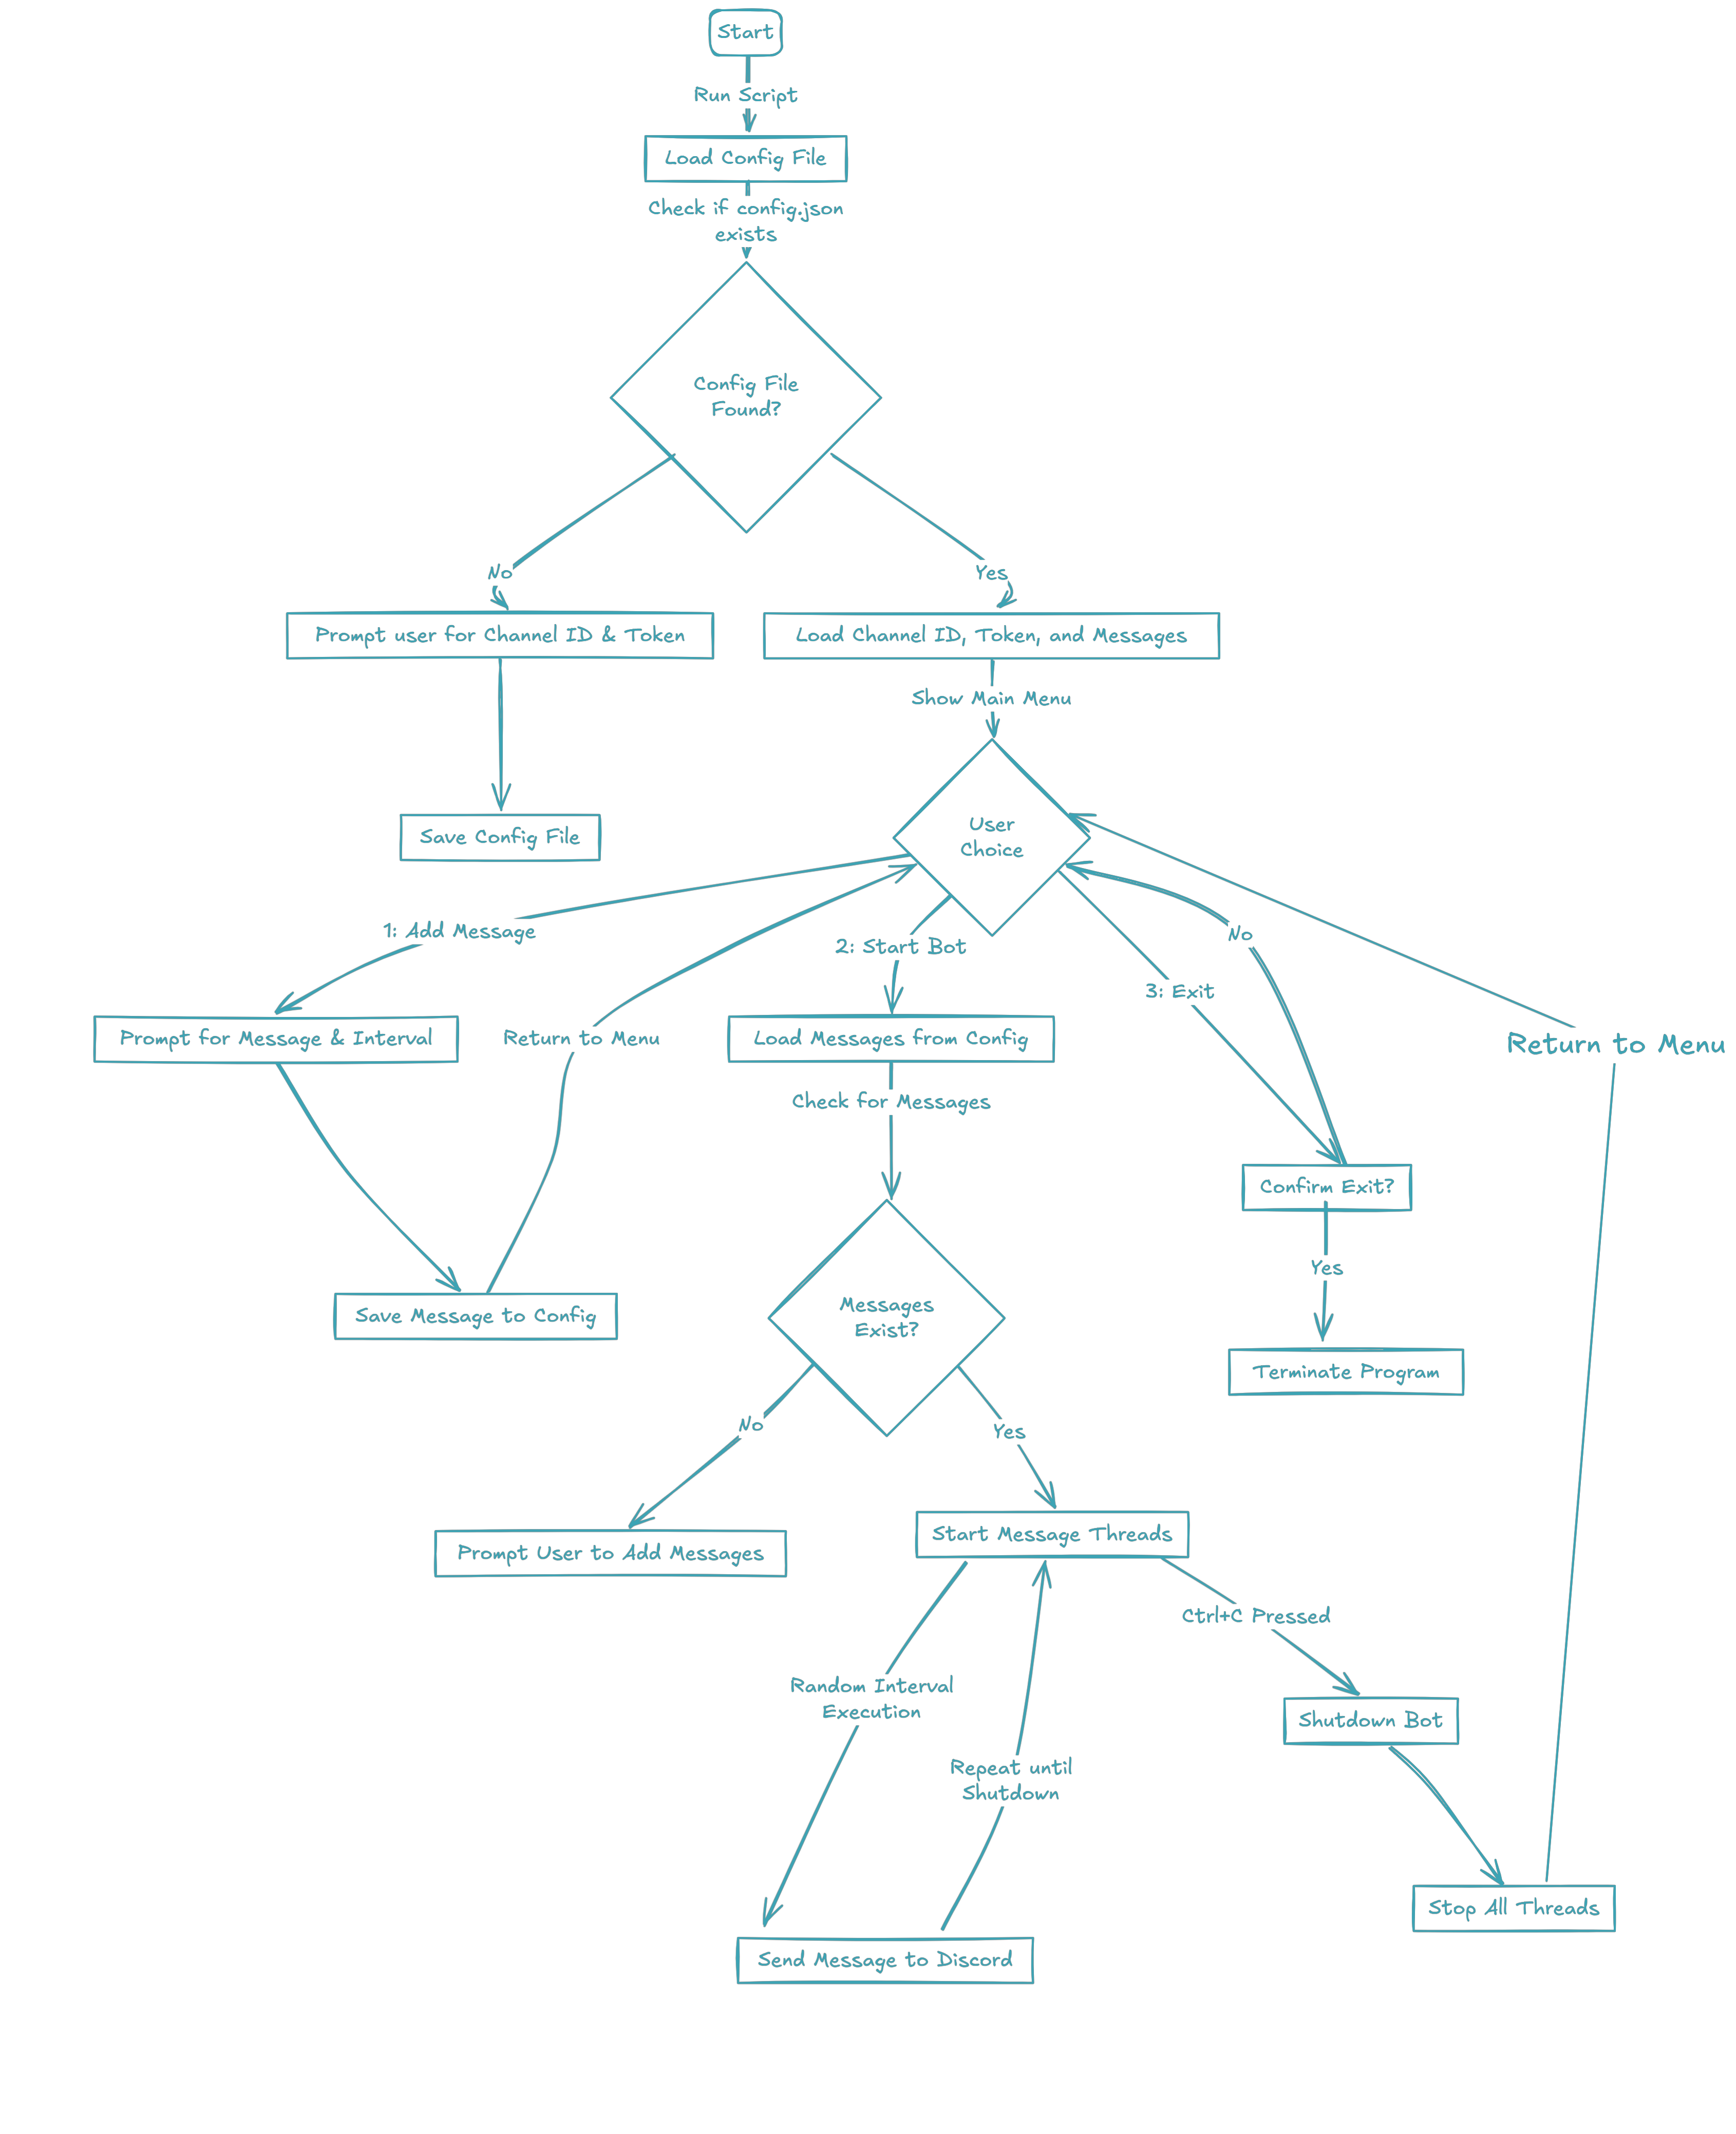 Start
Run Script
Load Config File
Check if config.json
exists
Config File
Found?
No
Yes
Prompt user for Channel ID & Token
Load Channel ID, Token, and Messages
Show Main Menu
User
Choice
Save Config File
1: Add Message
2: Start Bot
No
3: Exit
Prompt for Message & Interval
Return to Menu
Load Messages from Config
Return to Menu
Check for Messages
Confirm Exit?
Yes
Save Message to Config
Messages
Exist?
Terminate Program
No
Yes
Prompt User to Add Messages
Start Message Threads
Ctrl+C Pressed
Random Interval
Execution
Shutdown Bot
Repeat until
Shutdown
Stop All Threads
Send Message to Discord